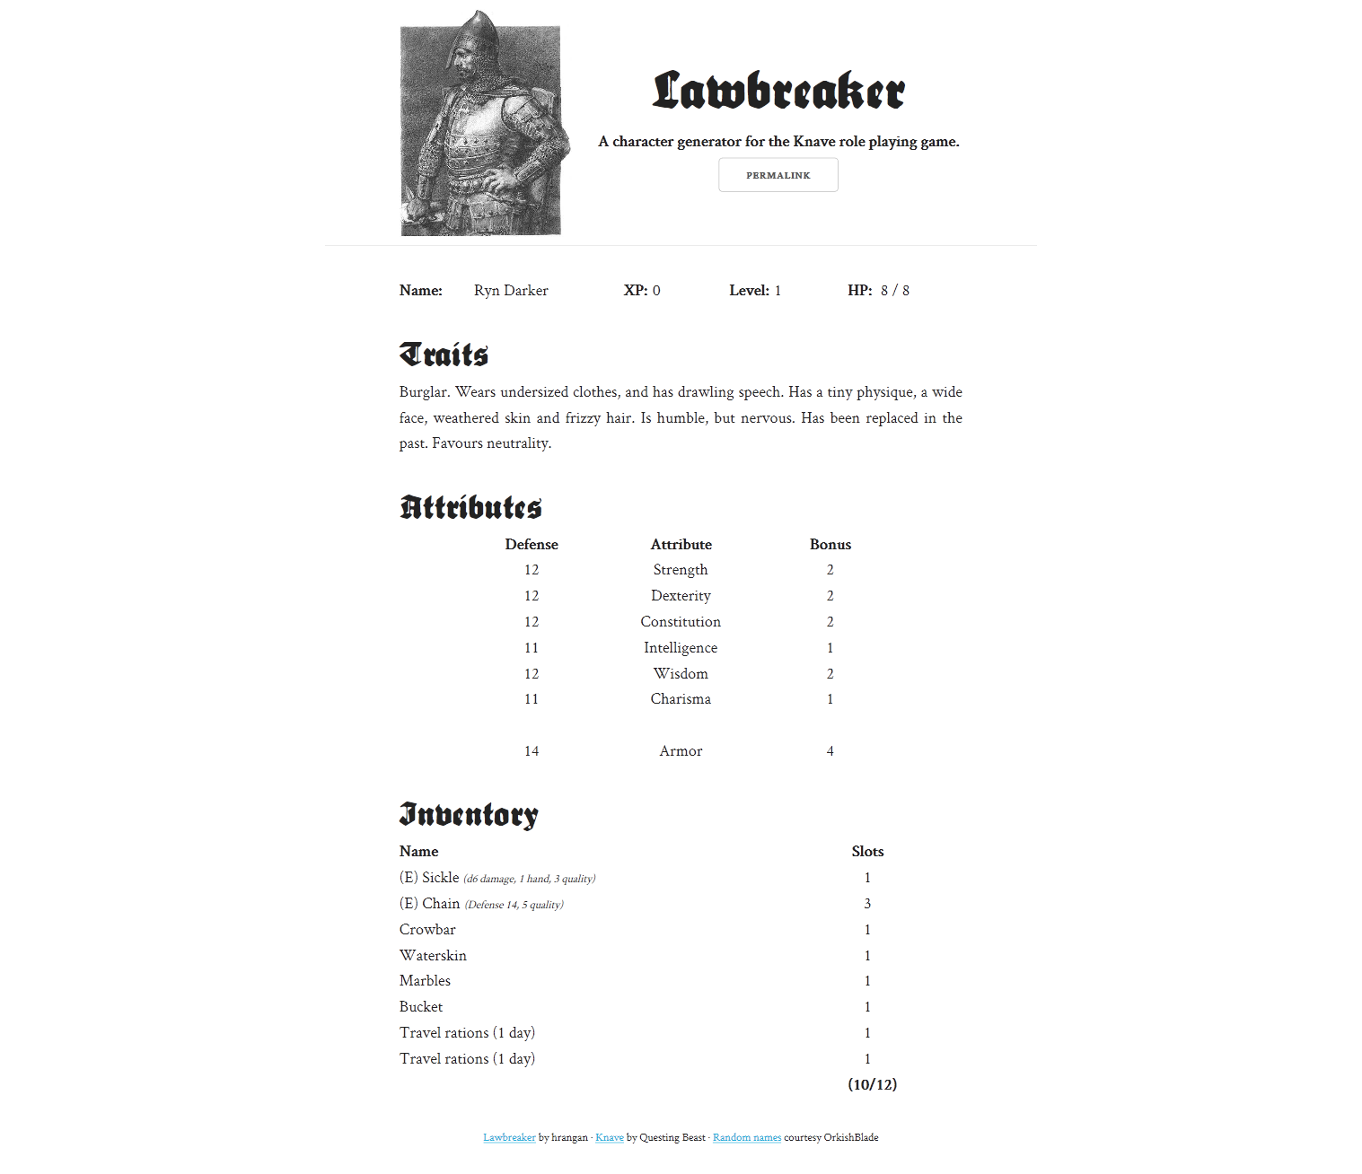 Lawbreaker
A character generator for the Knave role playing game.
PERMALINK
Name: Ryn Darker XP: 0 Level: 1 HP: 8 / 8
Traits
Burglar. Wears undersized clothes, and has drawling speech. Has a tiny physique, a wide
face, weathered skin and frizzy hair. Is humble, but nervous. Has been replaced in the
past. Favours neutrality.
Attributes
Defense Attribute Bonus
12 Strength 2
12 Dexterity 2
12 Constitution 2
11 Intelligence 1
12 Wisdom 2
11 Charisma 1
14 Armor 4
Inventory
Name Slots
(E) Sickle (d6 damage, 1 hand, 3 quality) 1
(E) Chain (Defense 14, 5 quality) 3
Crowbar 1
Waterskin 1
Marbles 1
Bucket 1
Travel rations (1 day) 1
Travel rations (1 day) 1
(10/12)
Lawbreaker by hrangan · Knave by Questing Beast · Random names courtesy OrkishBlade